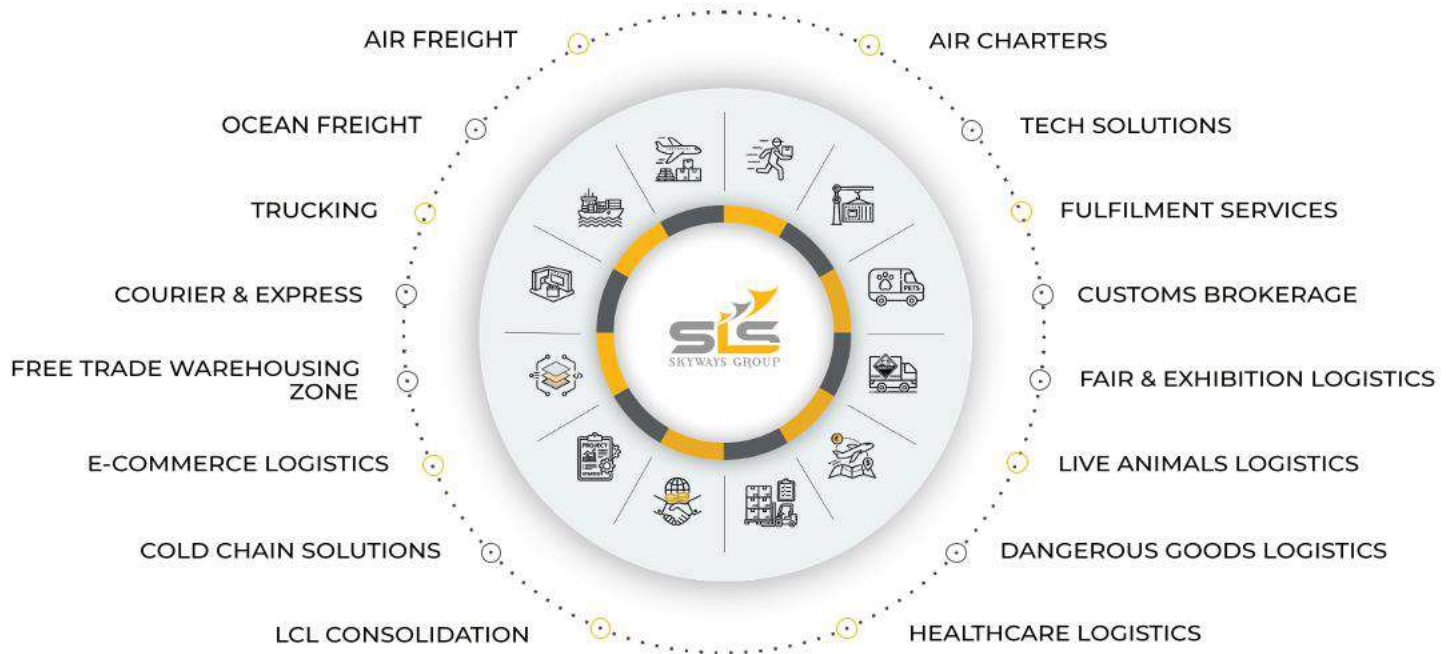 AIR FREIGHT
AIR CHARTERS
OCEAN FREIGHT
TECH SOLUTIONS
TRUCKING
FULFILMENT SERVICES
COURIER & EXPRESS
CUSTOMS BROKERAGE
FREE TRADE WAREHOUSING
ZONE
FAIR & EXHIBITION LOGISTICS
E-COMMERCE LOGISTICS
LIVE ANIMALS LOGISTICS
COLD CHAIN SOLUTIONS
DANGEROUS GOODS LOGISTICS
LCL CONSOLIDATION
HEALTHCARE LOGISTICS
SLS
SKYWAYS GROUP
PETS
PROJECT